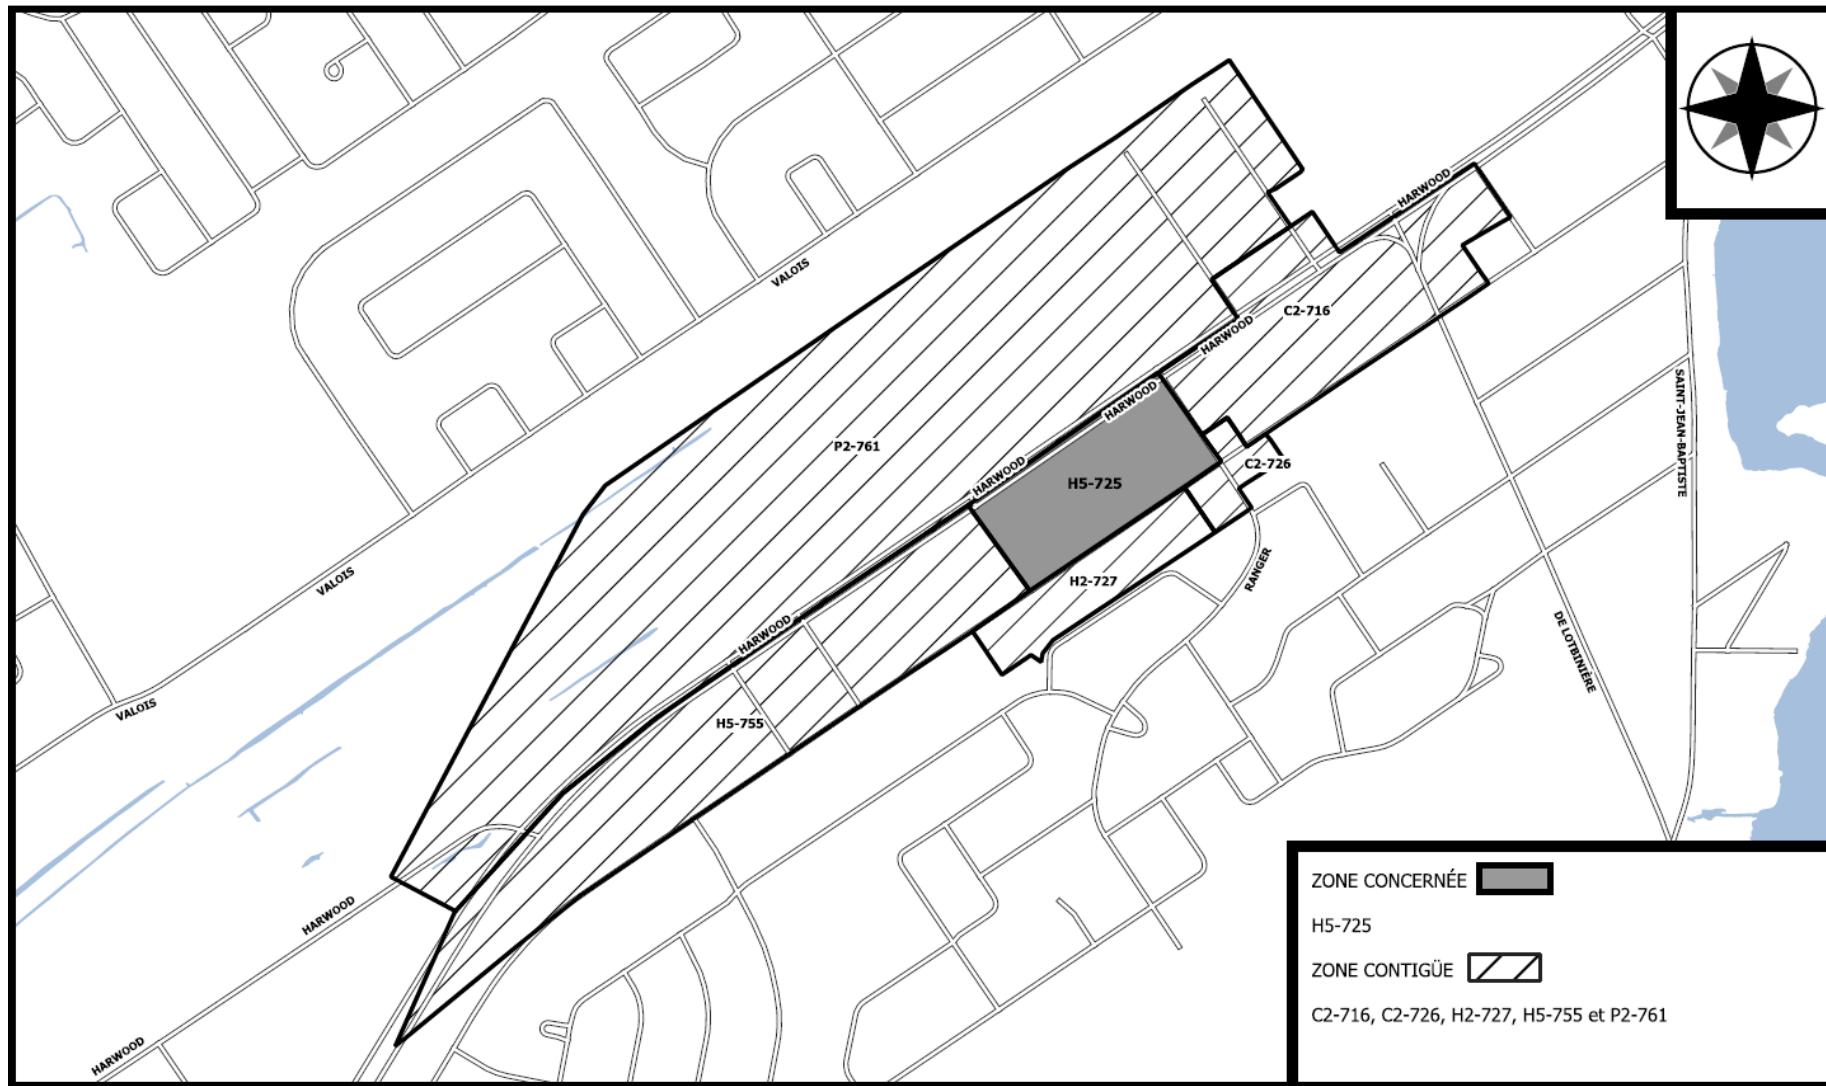 HARWOOD
VALOIS
C2-716
HARWOOD
SAINT-JEAN-BAPTISTE
HARWOOD
P2-761
C2-726
HARWOOD
H5-725
RANGER
VALOIS
H2-727
DE LOTBINIÈRE
HARWOOD
VALOIS
H5-755
HARWOOD
HARWOOD
ZONE CONCERNÉE
H5-725
ZONE CONTIGÜE
C2-716, C2-726, H2-727, H5-755 et P2-761